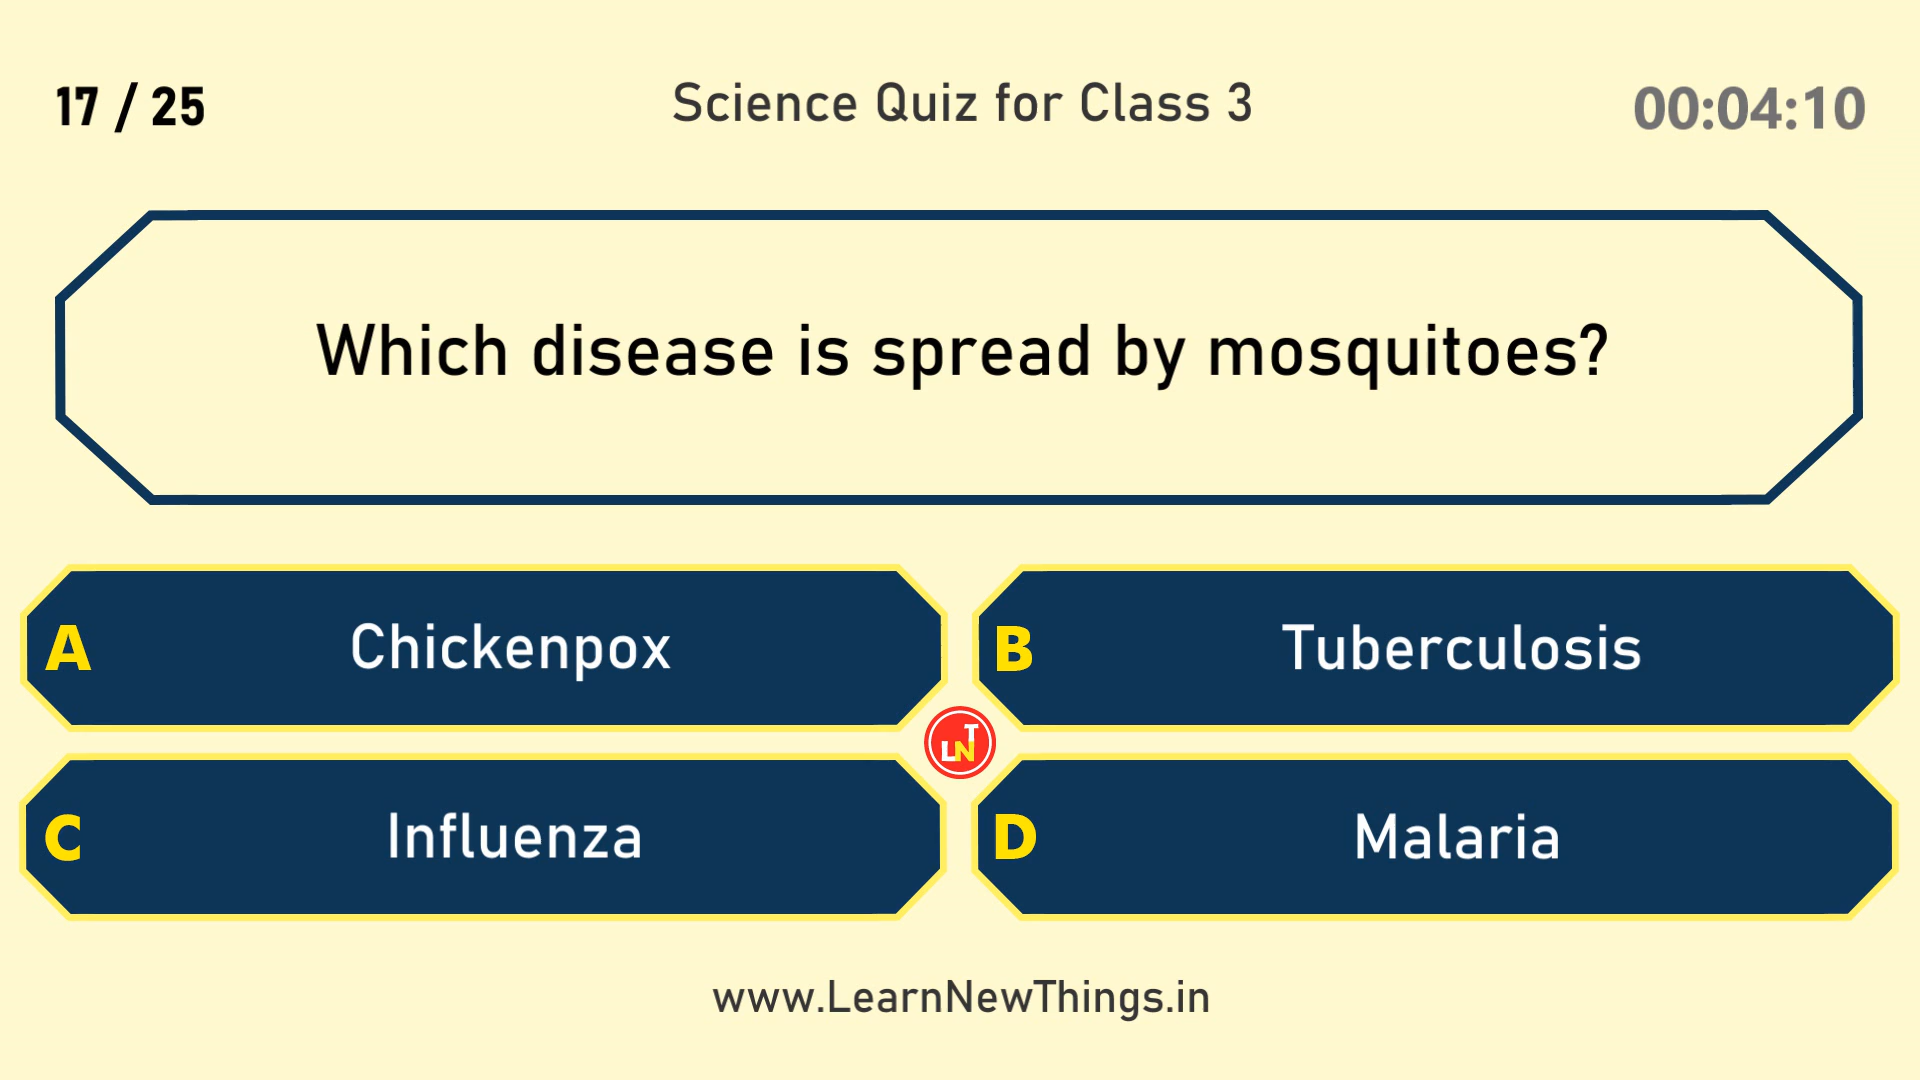 17 / 25
Science Quiz for Class 3
00:04:10
Which disease is spread by mosquitoes?
A Chickenpox
B Tuberculosis
LNT
C Influenza
D Malaria
www.LearnNewThings.in